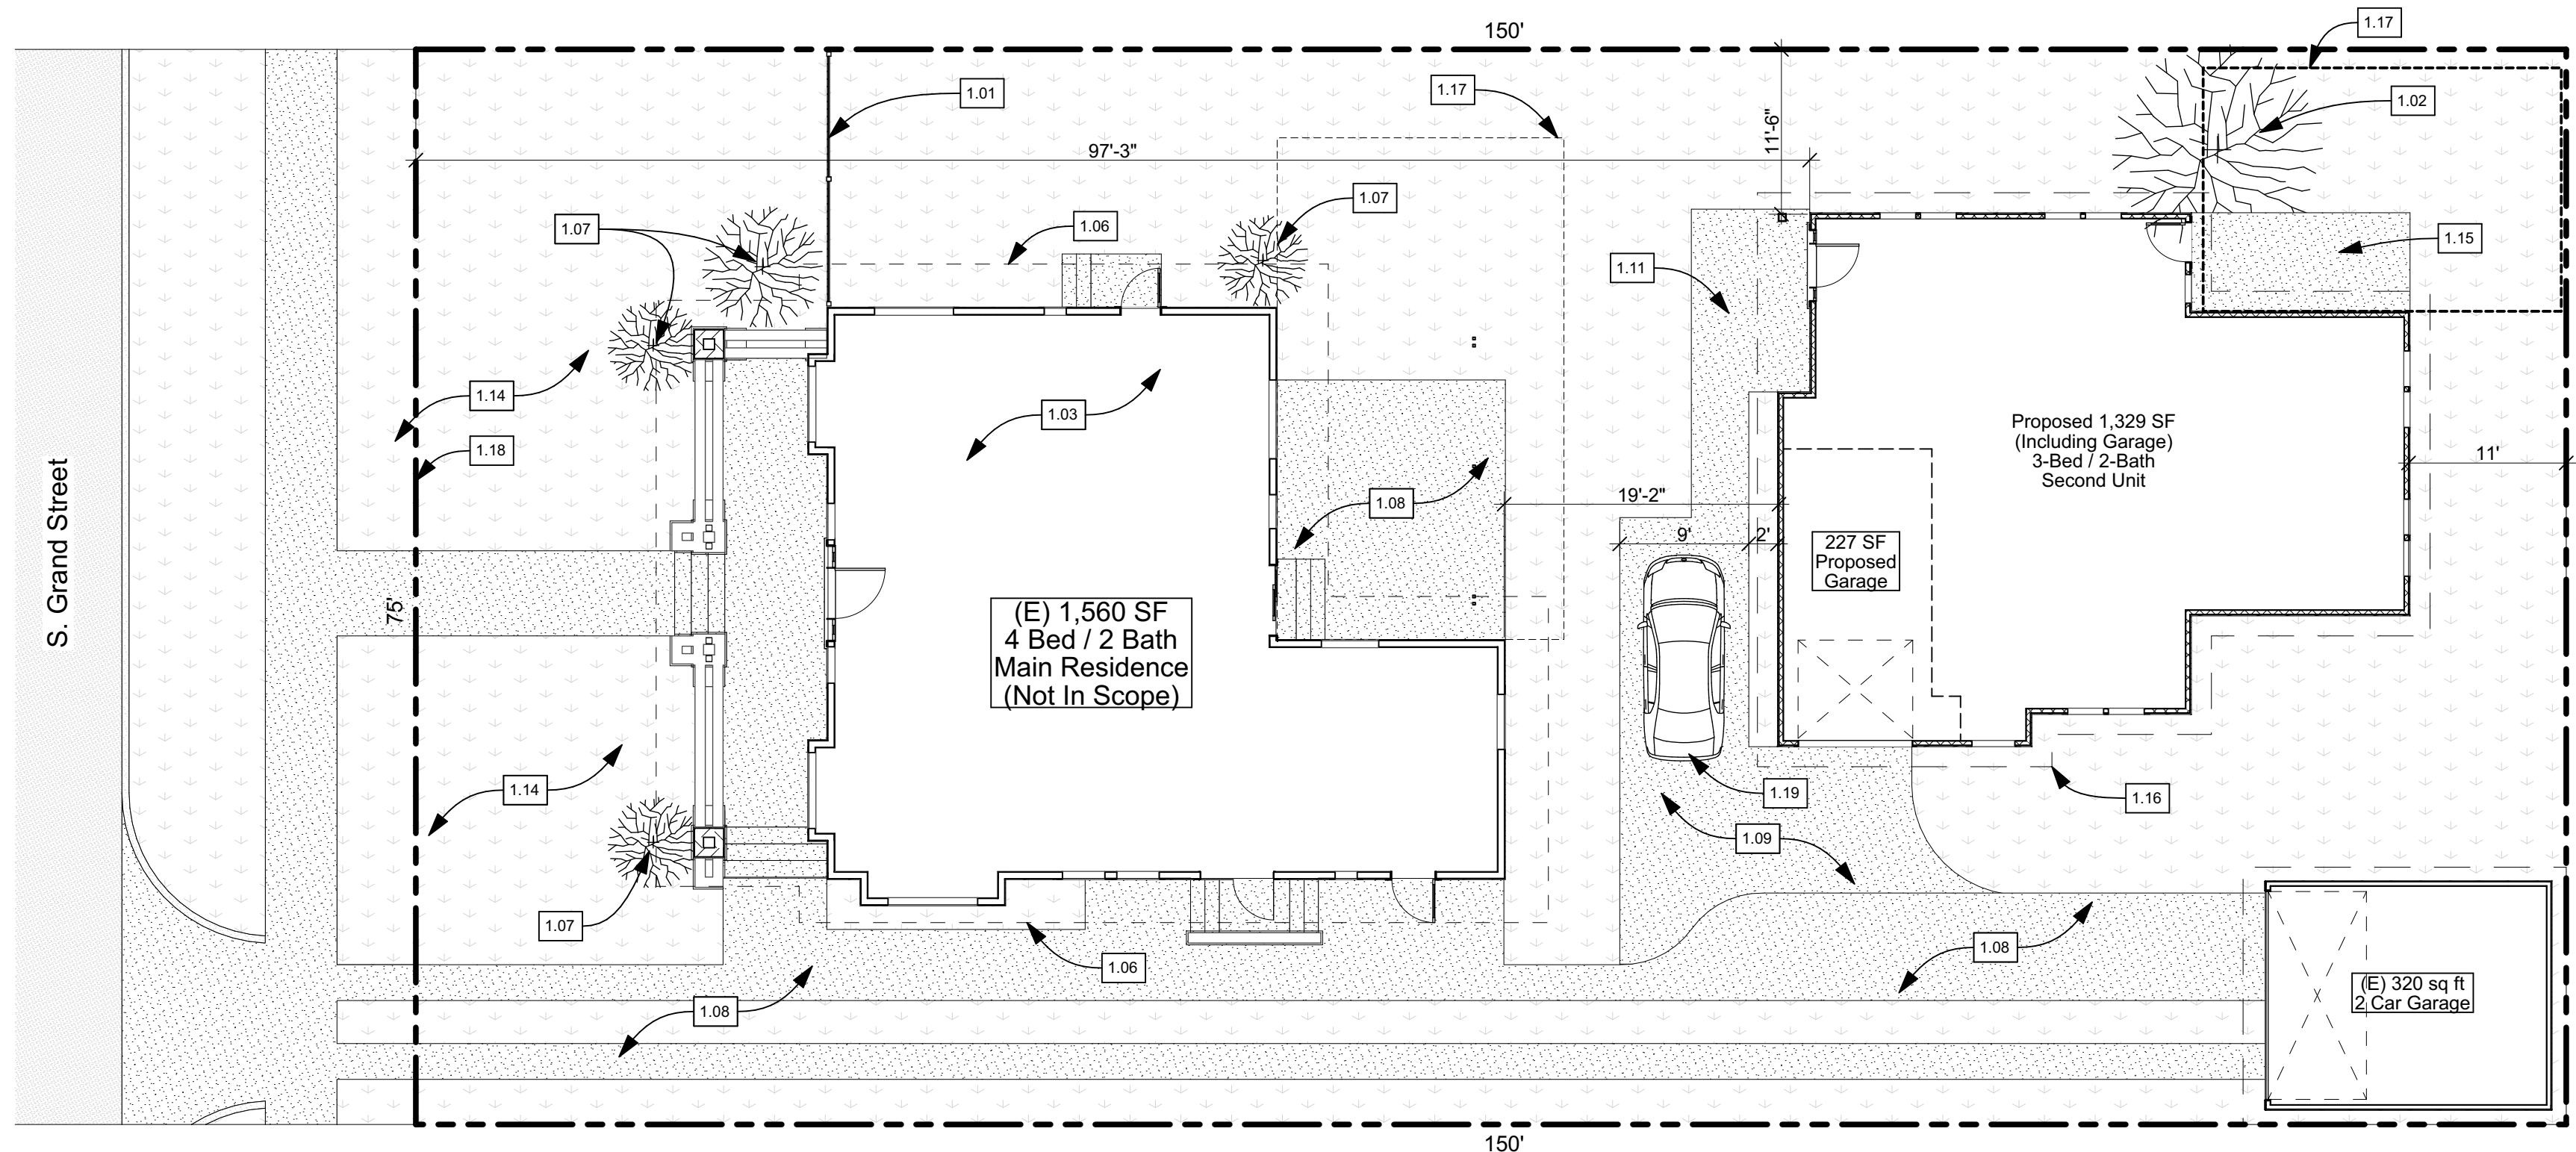 150'
1.17
1.01
1.17
1.02
11'-6"
97'-3"
1.07
1.07
1.06
1.15
1.11
1.14
1.03
Proposed 1,329 SF
(Including Garage)
3-Bed / 2-Bath
Second Unit
1.18
11'
S. Grand Street
1.08
19'-2"
9'
2'
227 SF
Proposed
Garage
75'
(E) 1,560 SF
4 Bed / 2 Bath
Main Residence
(Not In Scope)
1.14
1.19
1.16
1.09
1.07
1.06
1.08
1.08
(E) 320 sq ft
2 Car Garage
150'